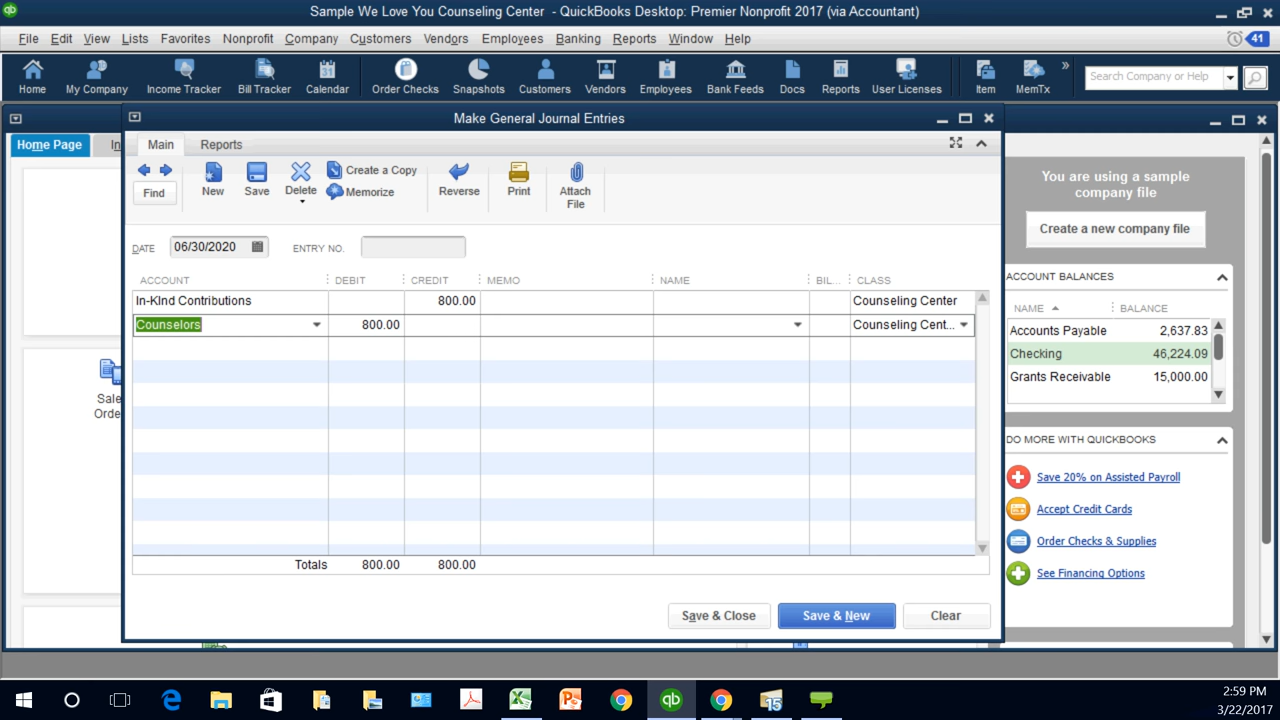 Sample We Love You Counseling Center - QuickBooks Desktop: Premier Nonprofit 2017 (via Accountant)
File Edit View Lists Favorites Nonprofit Company Customers Vendors Employees Banking Reports Window Help
41
Home My Company Income Tracker Bill Tracker Calendar Order Checks Snapshots Customers Vendors Employees Bank Feeds Docs Reports User Licenses Item MemTx » Search Company or Help
Home Page In
Make General Journal Entries
Main Reports
Find New Save Delete Create a Copy
Memorize
Reverse Print Attach
File
DATE 06/30/2020 ENTRY NO.
ACCOUNT DEBIT CREDIT MEMO NAME BIL... CLASS
In-KInd Contributions 800.00 Counseling Center
Counselors 800.00 Counseling Cent...
Totals 800.00 800.00
Save & Close Save & New Clear
Sale
Orde
You are using a sample
company file
Create a new company file
ACCOUNT BALANCES
NAME BALANCE
Accounts Payable 2,637.83
Checking 46,224.09
Grants Receivable 15,000.00
DO MORE WITH QUICKBOOKS
Save 20% on Assisted Payroll
Accept Credit Cards
Order Checks & Supplies
See Financing Options
2:59 PM
3/22/2017
qb
31
15